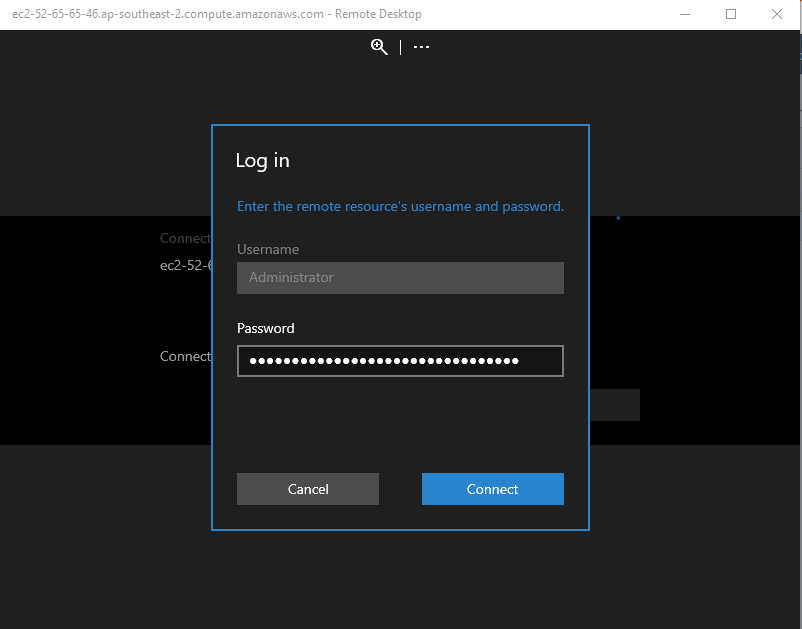 ec2-52-65-65-46.ap-southeast-2.compute.amazonaws.com - Remote Desktop
Log in
Enter the remote resource's username and password.
Connect
Username
ec2-52-6
Administrator
Password
Connect
●●●●●●●●●●●●●●●●●●●●●●●●●●●●●●●●
Cancel Connect